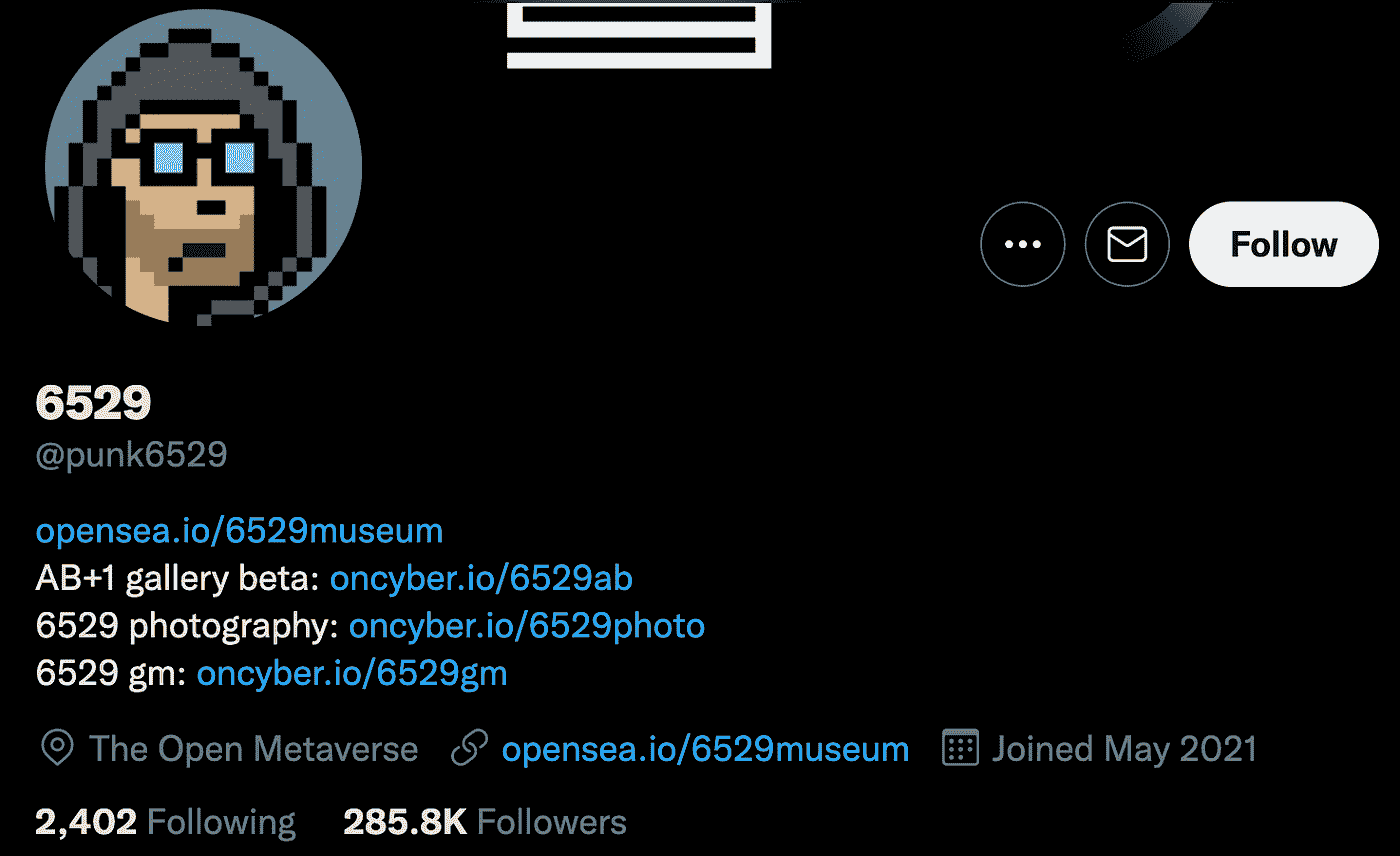 Follow
6529
@punk6529
opensea.io/6529museum
AB+1 gallery beta: oncyber.io/6529ab
6529 photography: oncyber.io/6529photo
6529 gm: oncyber.io/6529gm
The Open Metaverse opensea.io/6529museum Joined May 2021
2,402 Following 285.8K Followers